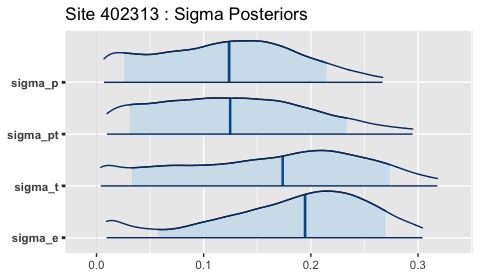 Site 402313 : Sigma Posteriors
sigma_p
sigma_pt
sigma_t
sigma_e
0.0 0.1 0.2 0.3